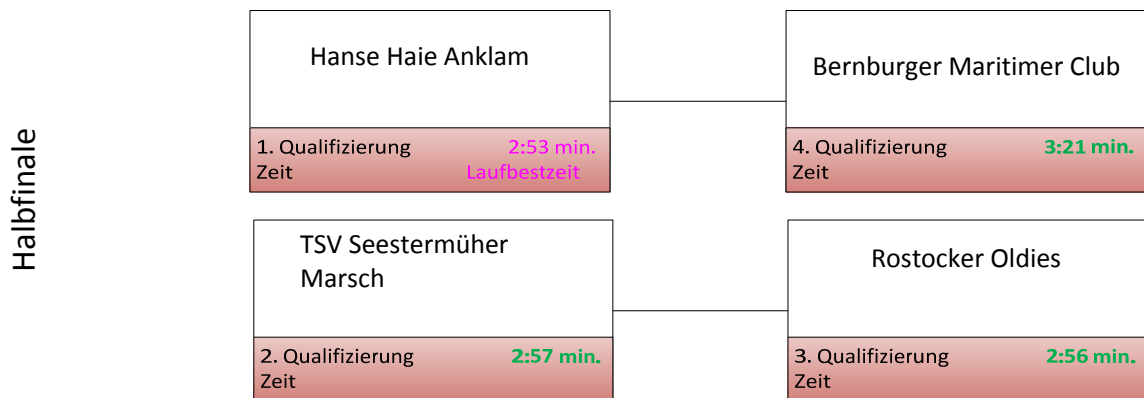 Halbfinale
Hanse Haie Anklam
1. Qualifizierung 2:53 min.
Zeit Laufbestzeit
Bernburger Maritimer Club
4. Qualifizierung 3:21 min.
Zeit
TSV Seestermüher
Marsch
2. Qualifizierung 2:57 min.
Zeit
Rostocker Oldies
3. Qualifizierung 2:56 min.
Zeit